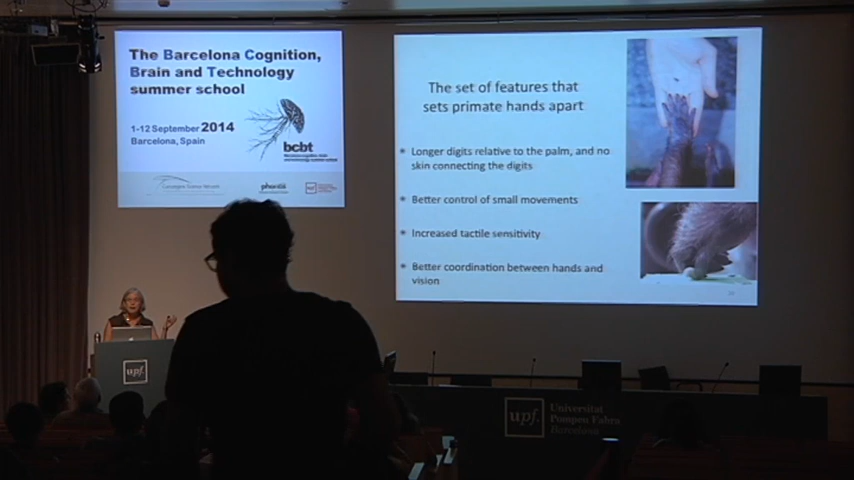 The Barcelona Cognition,
Brain and Technology
summer school
1-12 September 2014
Barcelona, Spain
bcbt
The set of features that
sets primate hands apart
Longer digits relative to the palm, and no
skin connecting the digits
Better control of small movements
Increased tactile sensitivity
Better coordination between hands and
vision
upf.
upf.
Universitat
Pompeu Fabra
Barcelona